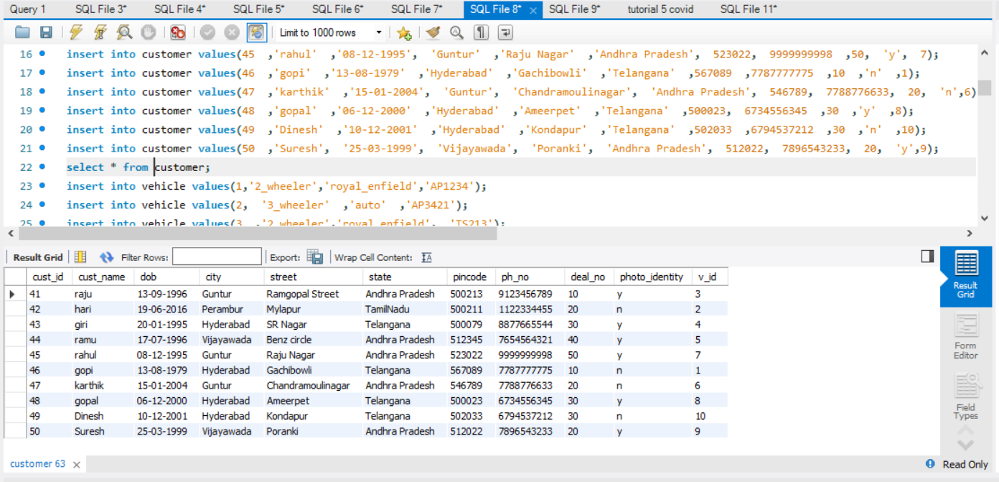 Query 1 SQL File 3* SQL File 4* SQL File 5* SQL File 6* SQL File 7* SQL File 8* SQL File 9* tutorial 5 covid SQL File 11*
Limit to 1000 rows
16 insert into customer values(45 ,'rahul' ,'08-12-1995', 'Guntur' ,'Raju Nagar' ,'Andhra Pradesh', 523022, 9999999998 ,50, 'y', 7);
17 insert into customer values(46 ,'gopi' ,'13-08-1979' ,'Hyderabad' ,'Gachibowli' ,'Telangana' ,567089 ,7787777775 ,10 ,'n' ,1);
18 insert into customer values(47 ,'karthik' ,'15-01-2004', 'Guntur', 'Chandramoulinagar', 'Andhra Pradesh', 546789, 7788776633, 20, 'n',6)
19 insert into customer values(48 ,'gopal' ,'06-12-2000' ,'Hyderabad' ,'Ameerpet' ,'Telangana' ,500023, 6734556345 ,30 ,'y' ,8);
20 insert into customer values(49 ,'Dinesh' ,'10-12-2001' ,'Hyderabad' ,'Kondapur' ,'Telangana' ,502033 ,6794537212 ,30 ,'n' ,10);
21 insert into customer values(50 ,'Suresh', '25-03-1999', 'Vijayawada', 'Poranki', 'Andhra Pradesh', 512022, 7896543233, 20, 'y',9);
22 select * from customer;
23 insert into vehicle values(1,'2_wheeler','royal_enfield','AP1234');
24 insert into vehicle values(2, '3_wheeler' ,'auto' ,'AP3421');
25 insert into vehicle values(3 ,'2_wheeler','royal_enfield', 'TS213');
Result Grid Filter Rows: Export: Wrap Cell Content:
cust_id cust_name dob city street state pincode ph_no deal_no photo_identity v_id
41 raju 13-09-1996 Guntur Ramgopal Street Andhra Pradesh 500213 9123456789 10 y 3
42 hari 19-06-2016 Perambur Mylapur TamilNadu 500211 1122334455 20 n 2
43 giri 20-01-1995 Hyderabad SR Nagar Telangana 500079 8877665544 30 y 4
44 ramu 17-07-1996 Vijayawada Benz circle Andhra Pradesh 512345 7654564321 40 y 5
45 rahul 08-12-1995 Guntur Raju Nagar Andhra Pradesh 523022 9999999998 50 y 7
46 gopi 13-08-1979 Hyderabad Gachibowli Telangana 567089 7787777775 10 n 1
47 karthik 15-01-2004 Guntur Chandramoulinagar Andhra Pradesh 546789 7788776633 20 n 6
48 gopal 06-12-2000 Hyderabad Ameerpet Telangana 500023 6734556345 30 y 8
49 Dinesh 10-12-2001 Hyderabad Kondapur Telangana 502033 6794537212 30 n 10
50 Suresh 25-03-1999 Vijayawada Poranki Andhra Pradesh 512022 7896543233 20 y 9
Result
Grid
Form
Editor
Field
Types
customer 63 Read Only